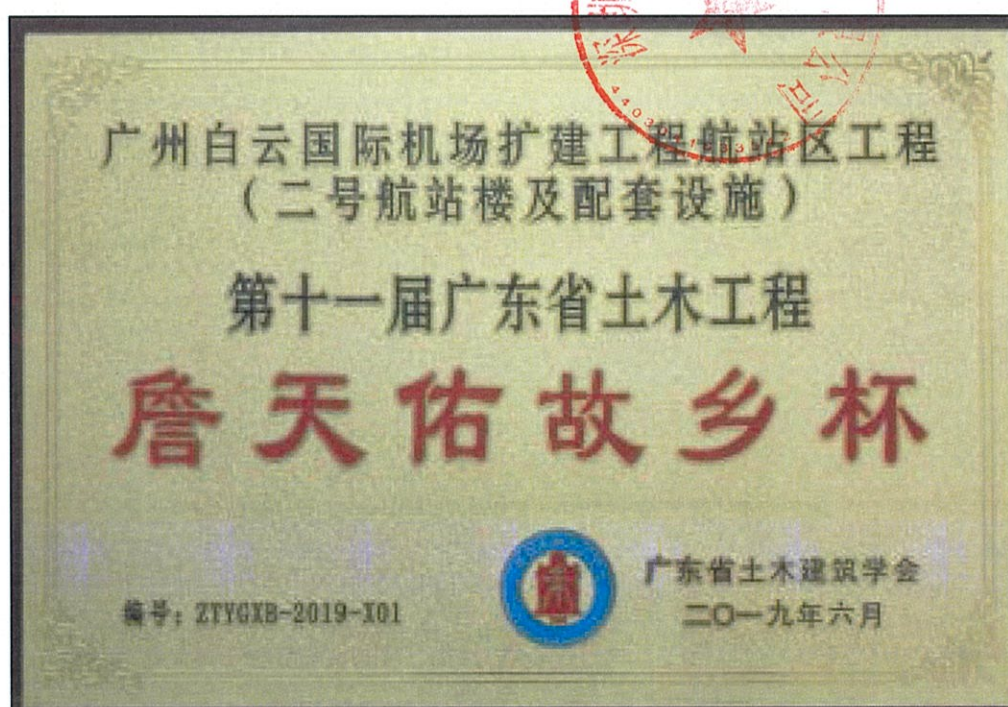 广州白云国际机场扩建工程航站区工程
（二号航站楼及配套设施）
第十一届广东省土木工程
詹天佑故乡杯
广东省土木建筑学会
编号：ZTYGXB-2019-X01
二〇一九年六月